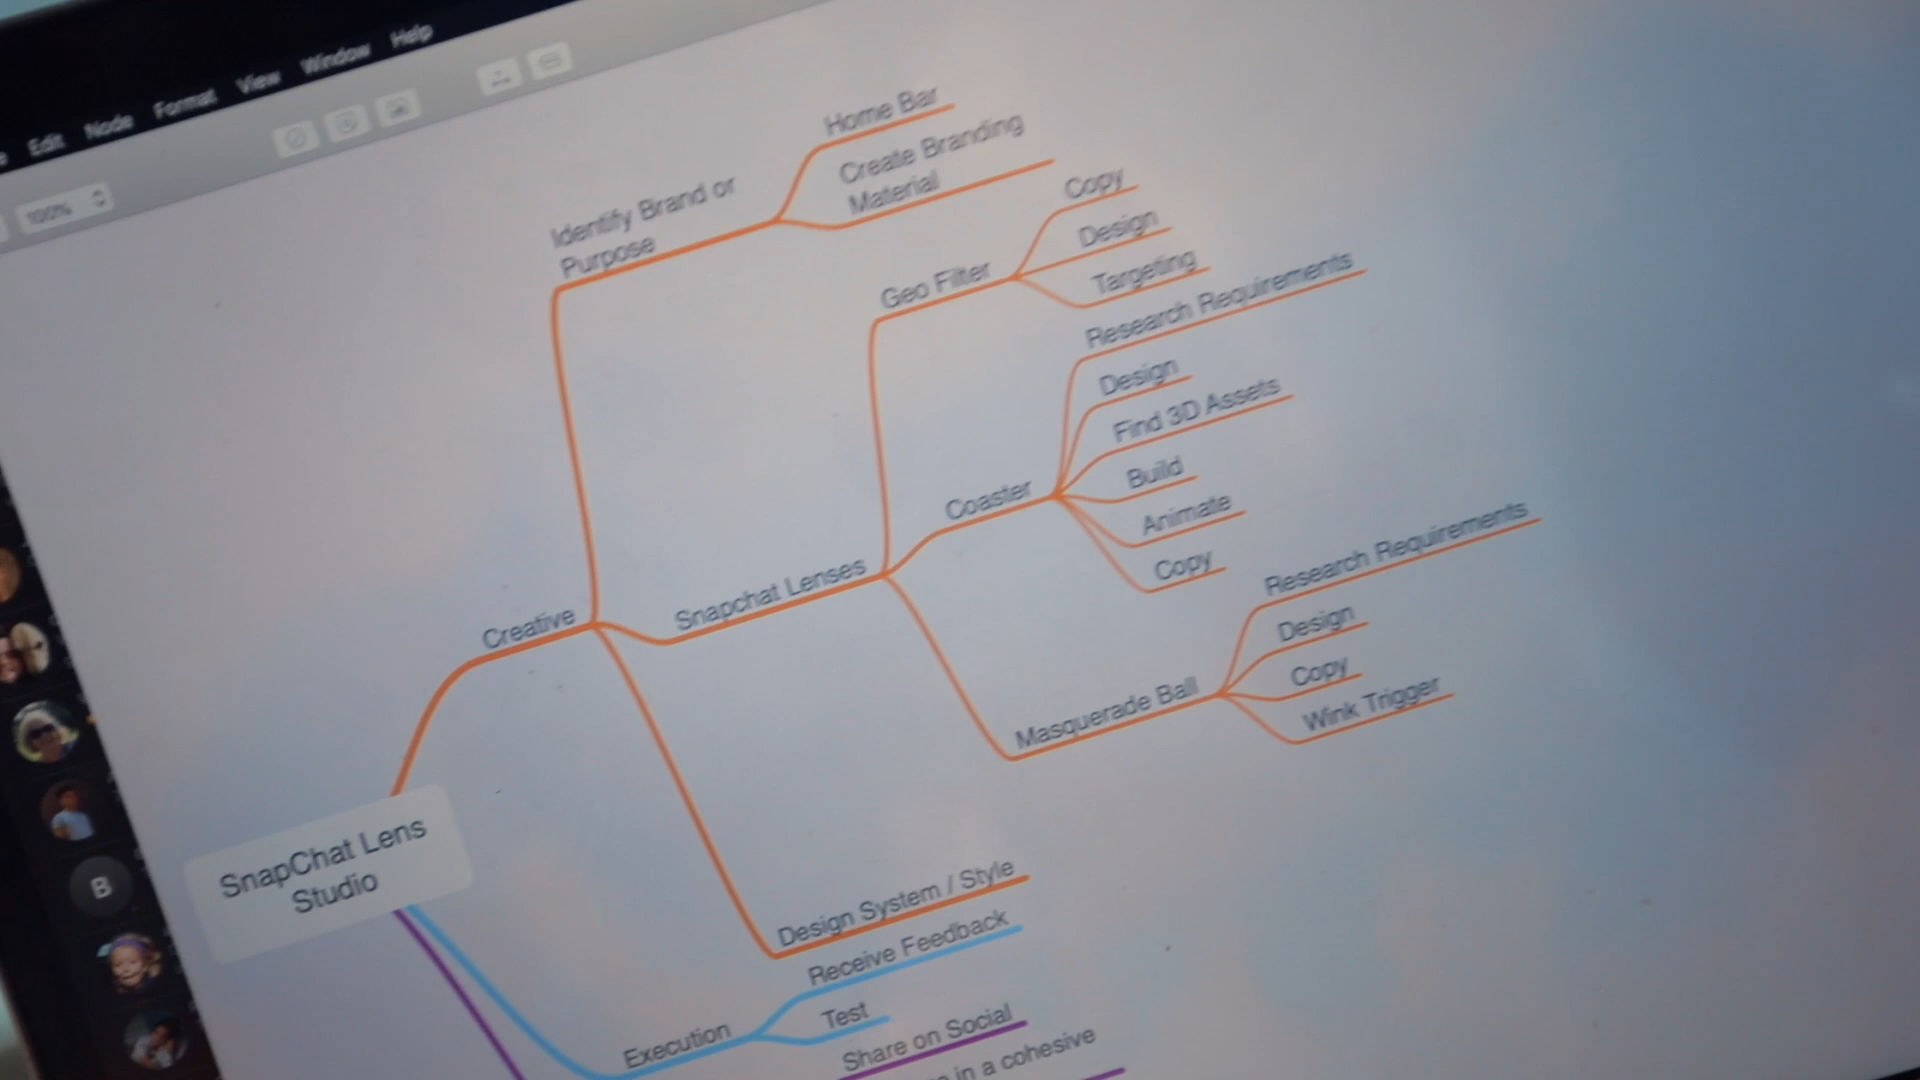 Edit Node Format View Window Help
100%
Home Bar
Create Branding
Material
Identify Brand or
Purpose
Copy
Design
Targeting
Geo Filter
Research Requirements
Design
Find 3D Assets
Build
Animate
Copy
Coaster
Snapchat Lenses
Creative
Research Requirements
Design
Copy
Wink Trigger
Masquerade Ball
SnapChat Lens
Studio
B
Design System / Style
Receive Feedback
Test
Execution
Share on Social
in a cohesive